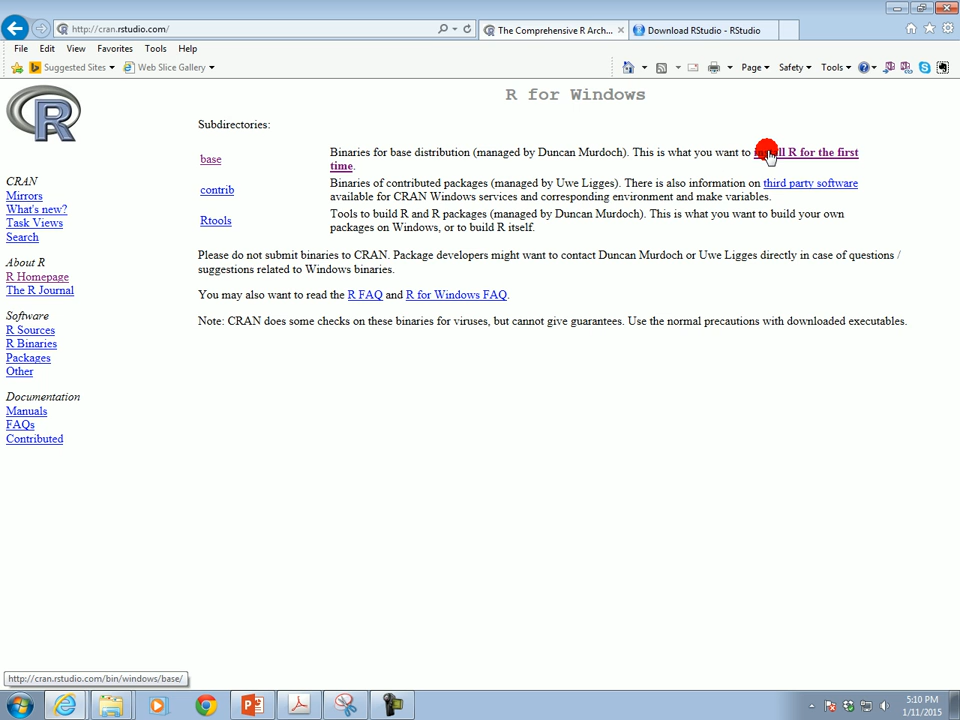 http://cran.rstudio.com/
The Comprehensive R Arch...
Download RStudio - RStudio
File Edit View Favorites Tools Help
Suggested Sites Web Slice Gallery Page Safety Tools
R
R for Windows
Subdirectories:
base
Binaries for base distribution (managed by Duncan Murdoch). This is what you want to install R for the first
time.
contrib
Binaries of contributed packages (managed by Uwe Ligges). There is also information on third party software
available for CRAN Windows services and corresponding environment and make variables.
Rtools
Tools to build R and R packages (managed by Duncan Murdoch). This is what you want to build your own
packages on Windows, or to build R itself.
Please do not submit binaries to CRAN. Package developers might want to contact Duncan Murdoch or Uwe Ligges directly in case of questions /
suggestions related to Windows binaries.
You may also want to read the R FAQ and R for Windows FAQ.
Note: CRAN does some checks on these binaries for viruses, but cannot give guarantees. Use the normal precautions with downloaded executables.
CRAN
Mirrors
What's new?
Task Views
Search
About R
R Homepage
The R Journal
Software
R Sources
R Binaries
Packages
Other
Documentation
Manuals
FAQs
Contributed
http://cran.rstudio.com/bin/windows/base/
5:10 PM
1/11/2015